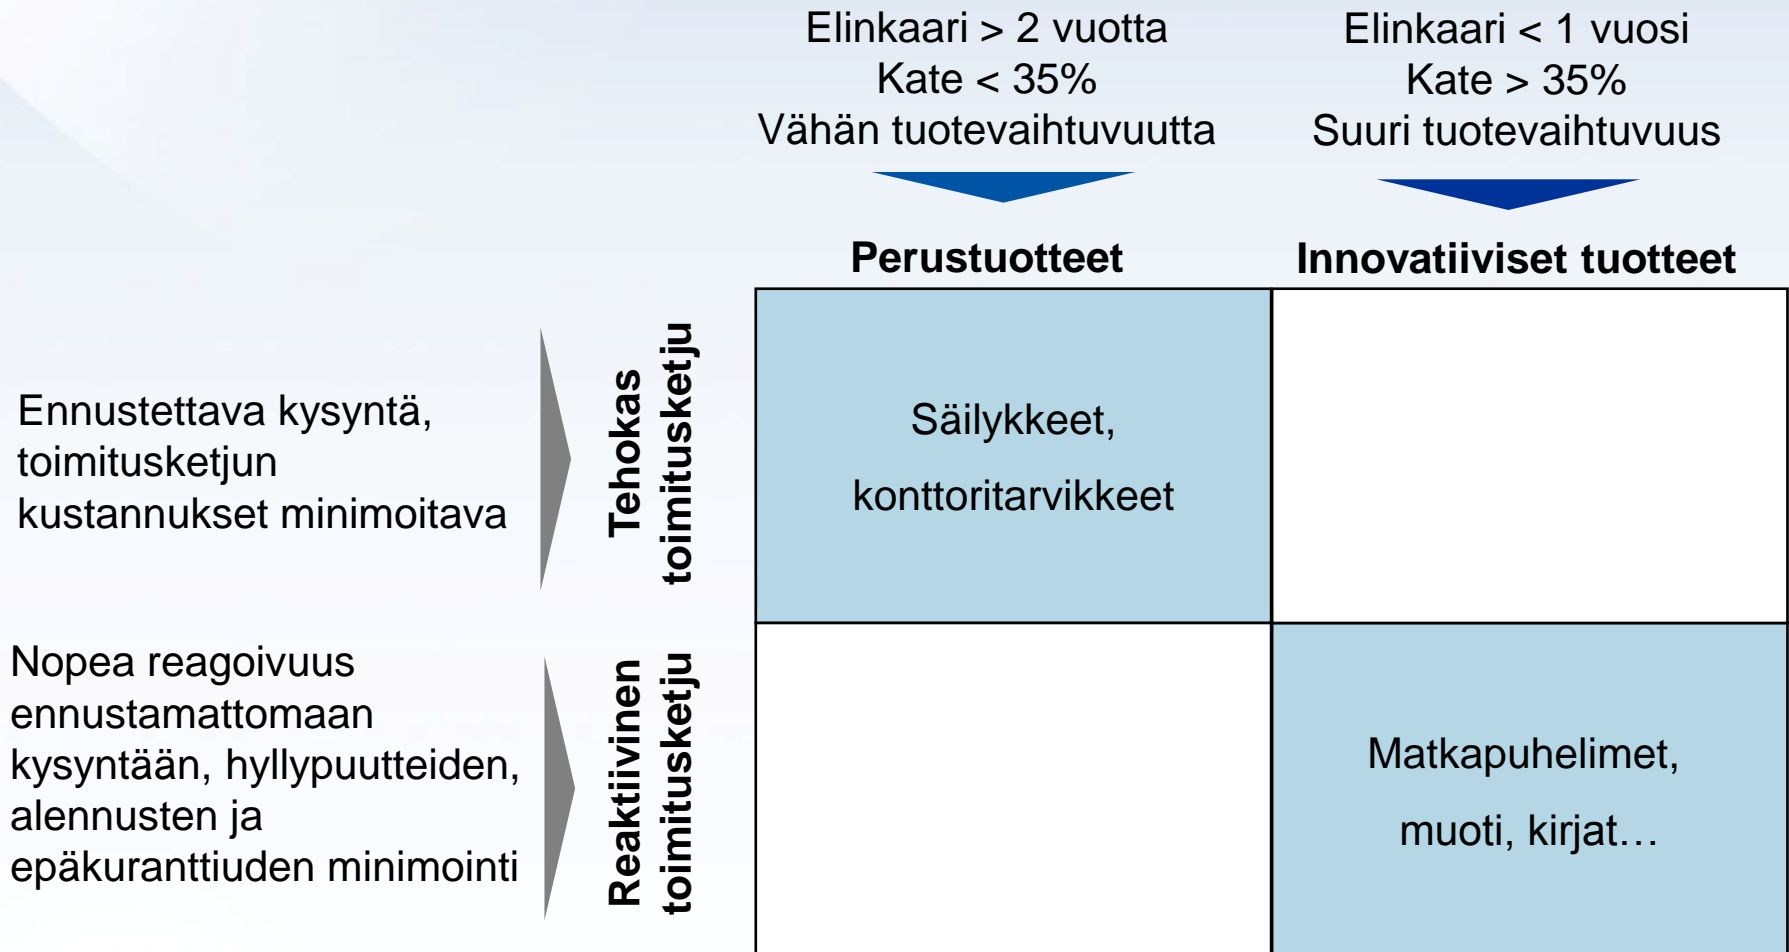 Elinkaari > 2 vuotta
Kate < 35%
Vähän tuotevaihtuvuutta
Elinkaari < 1 vuosi
Kate > 35%
Suuri tuotevaihtuvuus
Perustuotteet
Innovatiiviset tuotteet
Ennustettava kysyntä,
toimitusketjun
kustannukset minimoitava
Tehokas
toimitusketju
Säilykkeet,
konttoritarvikkeet
Nopea reagoivuus
ennustamattomaan
kysyntään, hyllypuutteiden,
alennusten ja
epäkuranttiuden minimointi
Reaktiivinen
toimitusketju
Matkapuhelimet,
muoti, kirjat…